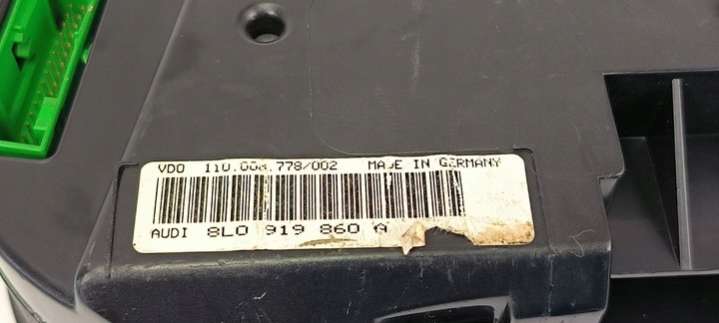 VDO 110.008.778/002 MADE IN GERMANY
AUDI 8L0 919 860 A